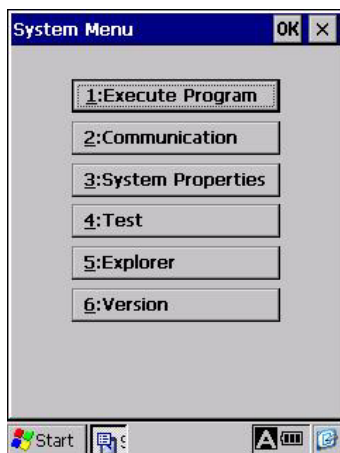 System Menu OK ×
1:Execute Program
2:Communication
3:System Properties
4:Test
5:Explorer
6:Version
Start A